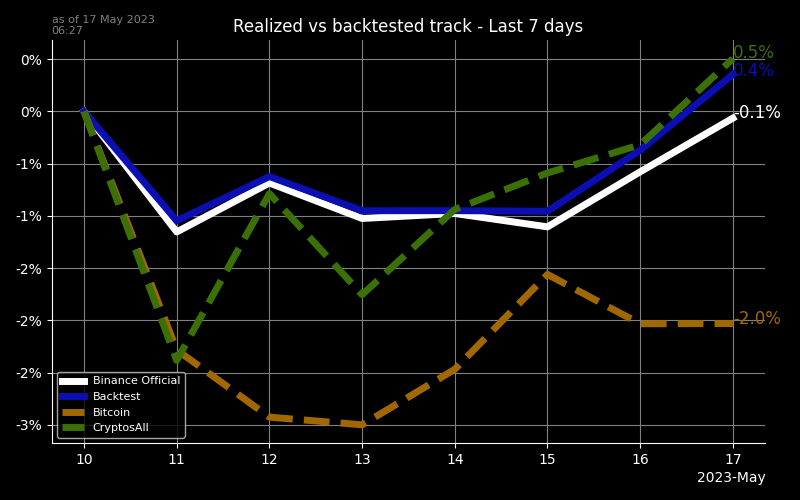 as of 17 May 2023
06:27
Realized vs backtested track - Last 7 days
0%
0%
-1%
-1%
-2%
-2%
-2%
-3%
0.5%
0.4%
-0.1%
-2.0%
Binance Official
Backtest
Bitcoin
CryptosAll
10 11 12 13 14 15 16 17
2023-May